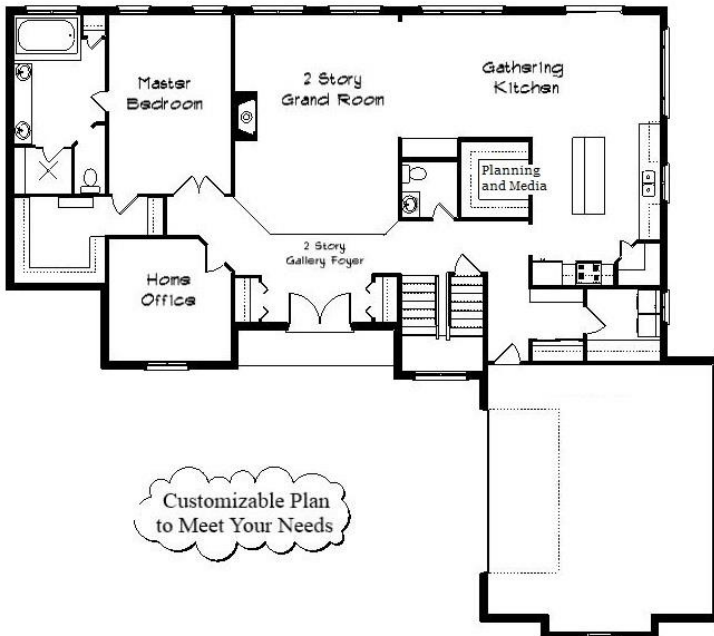 Master
Bedroom
2 Story
Grand Room
Gathering
Kitchen
Planning
and Media
2 Story
Gallery Foyer
Home
Office
Customizable Plan
to Meet Your Needs